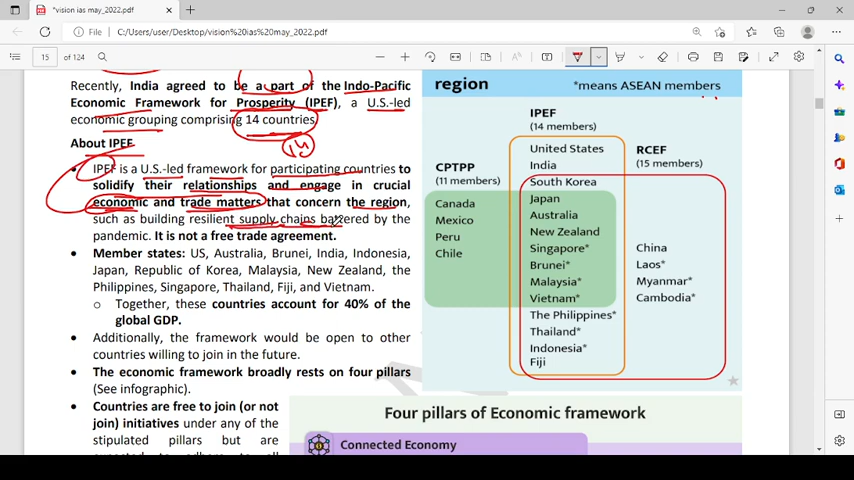 *vision ias may_2022.pdf
File
C:/Users/user/Desktop/vision%20ias%20may_2022.pdf
15
of 124
Recently, India agreed to be a part of the Indo-Pacific
Economic Framework for Prosperity (IPEF), a U.S.-led
economic grouping comprising 14 countries.
14
About IPEF
• IPEF is a U.S.-led framework for participating countries to
solidify their relationships and engage in crucial
economic and trade matters that concern the region,
such as building resilient supply chains battered by the
pandemic. It is not a free trade agreement.
• Member states: US, Australia, Brunei, India, Indonesia,
Japan, Republic of Korea, Malaysia, New Zealand, the
Philippines, Singapore, Thailand, Fiji, and Vietnam.
o Together, these countries account for 40% of the
global GDP.
• Additionally, the framework would be open to other
countries willing to join in the future.
• The economic framework broadly rests on four pillars
(See infographic).
• Countries are free to join (or not
join) initiatives under any of the
stipulated pillars but are
region
*means ASEAN members
IPEF
(14 members)
CPTPP
(11 members)
RCEF
(15 members)
United States
India
South Korea
Japan
Australia
New Zealand
Singapore*
Brunei*
Malaysia*
Vietnam*
The Philippines*
Thailand*
Indonesia*
Fiji
Canada
Mexico
Peru
Chile
China
Laos*
Myanmar*
Cambodia*
Four pillars of Economic framework
Connected Economy